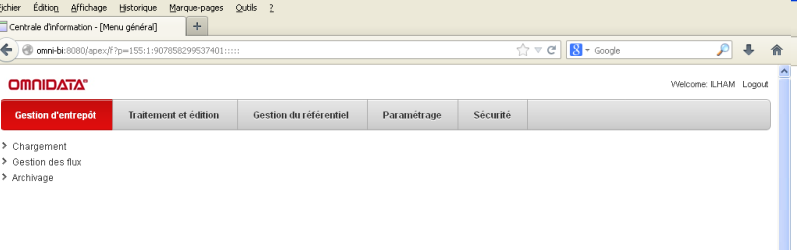 Fichier Édition Affichage Historique Marque-pages Outils ?
Centrale d'information - [Menu général] +
omni-bi:8080/apex/f?p=155:1:907858299537401::::: Google
OMNIDATA®
Welcome: ILHAM Logout
Gestion d'entrepôt Traitement et édition Gestion du référentiel Paramétrage Sécurité
Chargement
Gestion des flux
Archivage